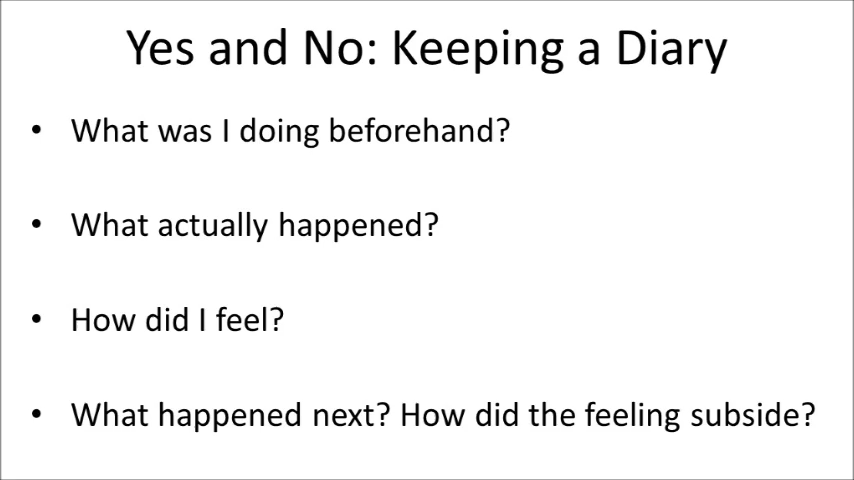 Yes and No: Keeping a Diary
• What was I doing beforehand?
• What actually happened?
• How did I feel?
• What happened next? How did the feeling subside?